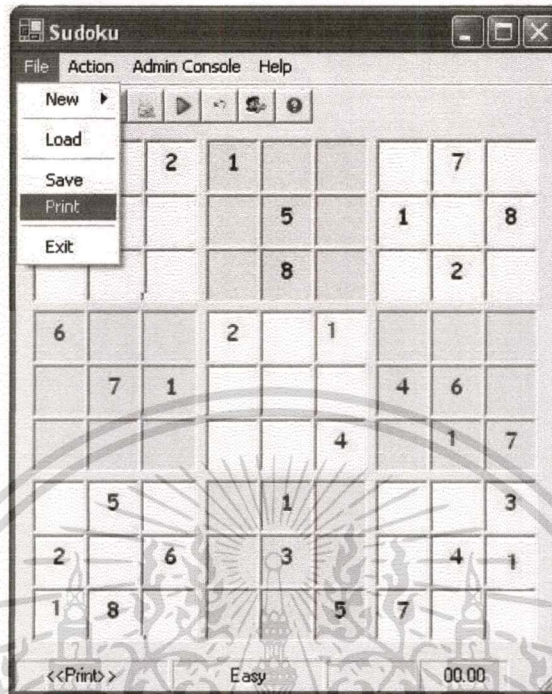 Sudoku
File Action Admin Console Help
New
Load
Save
Print
Exit
2 1 7
5 1 8
8 2
6 2 1
7 1 4 6
4 1 7
5 1 3
2 6 3 4 1
1 8 5 7
<<Print>> Easy 00.00